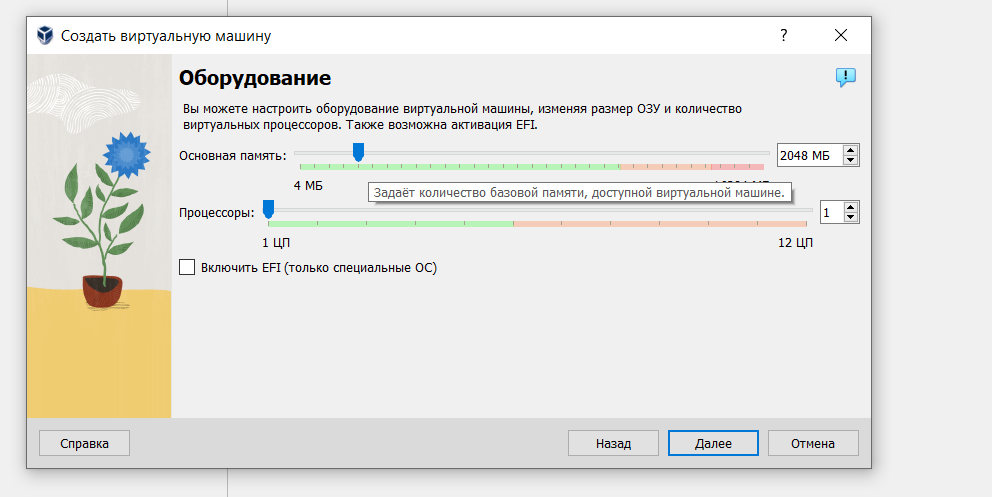 Создать виртуальную машину
?
Оборудование
Вы можете настроить оборудование виртуальной машины, изменяя размер ОЗУ и количество
виртуальных процессоров. Также возможна активация EFI.
Основная память:
2048 МБ
4 МБ
Задаёт количество базовой памяти, доступной виртуальной машине.
Процессоры:
1
1 ЦП
12 ЦП
Включить EFI (только специальные ОС)
Справка
Назад
Далее
Отмена